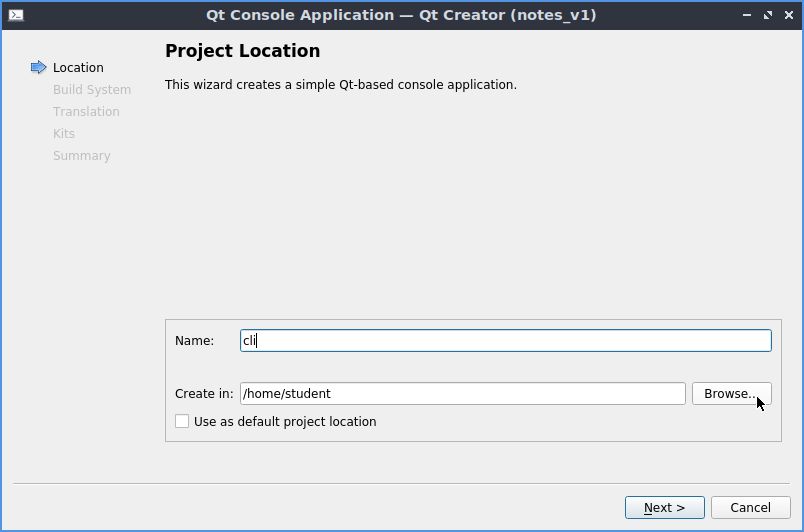 Qt Console Application — Qt Creator (notes_v1)
Location
Build System
Translation
Kits
Summary
Project Location
This wizard creates a simple Qt-based console application.
Name: cli
Create in: /home/student Browse...
Use as default project location
Next > Cancel